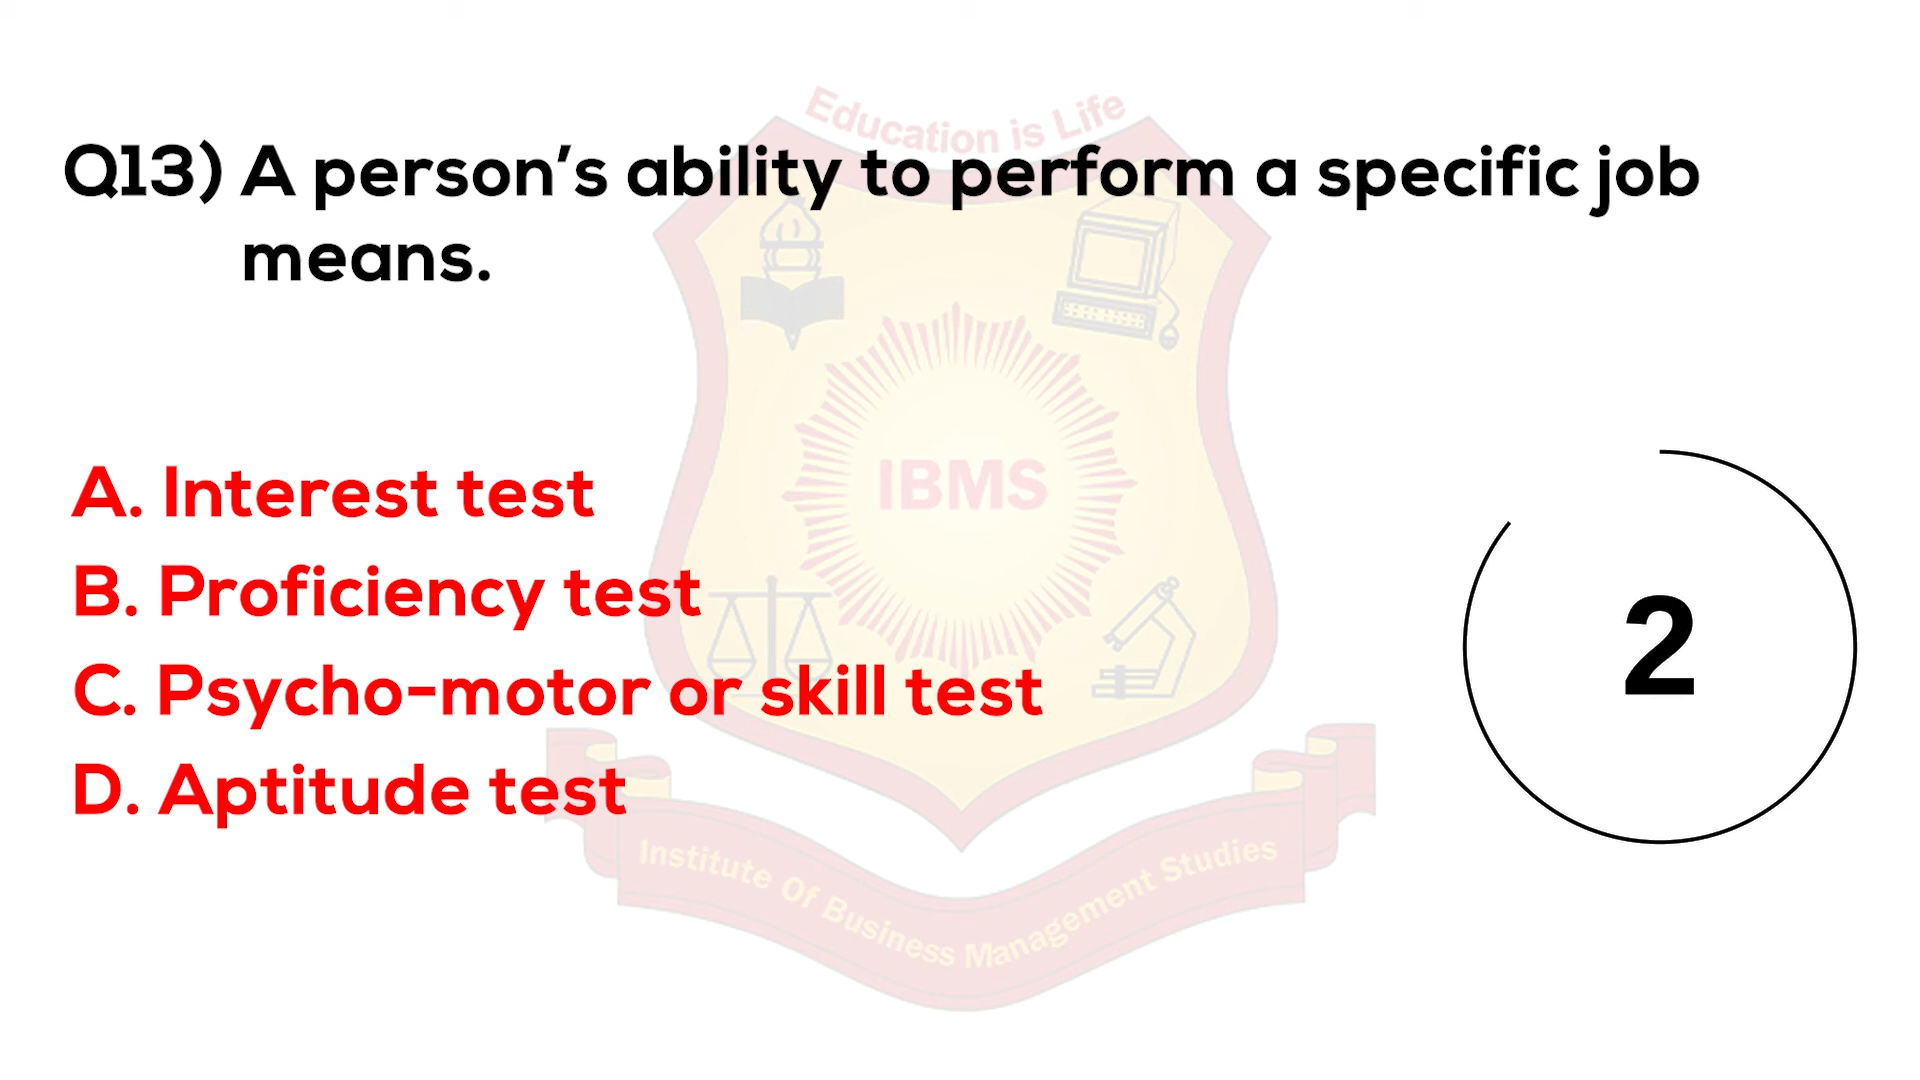 Education is Life
Q13) A person’s ability to perform a specific job
means.
IBMS
A. Interest test
B. Proficiency test
C. Psycho-motor or skill test
D. Aptitude test
2
Institute Of Business Management Studies